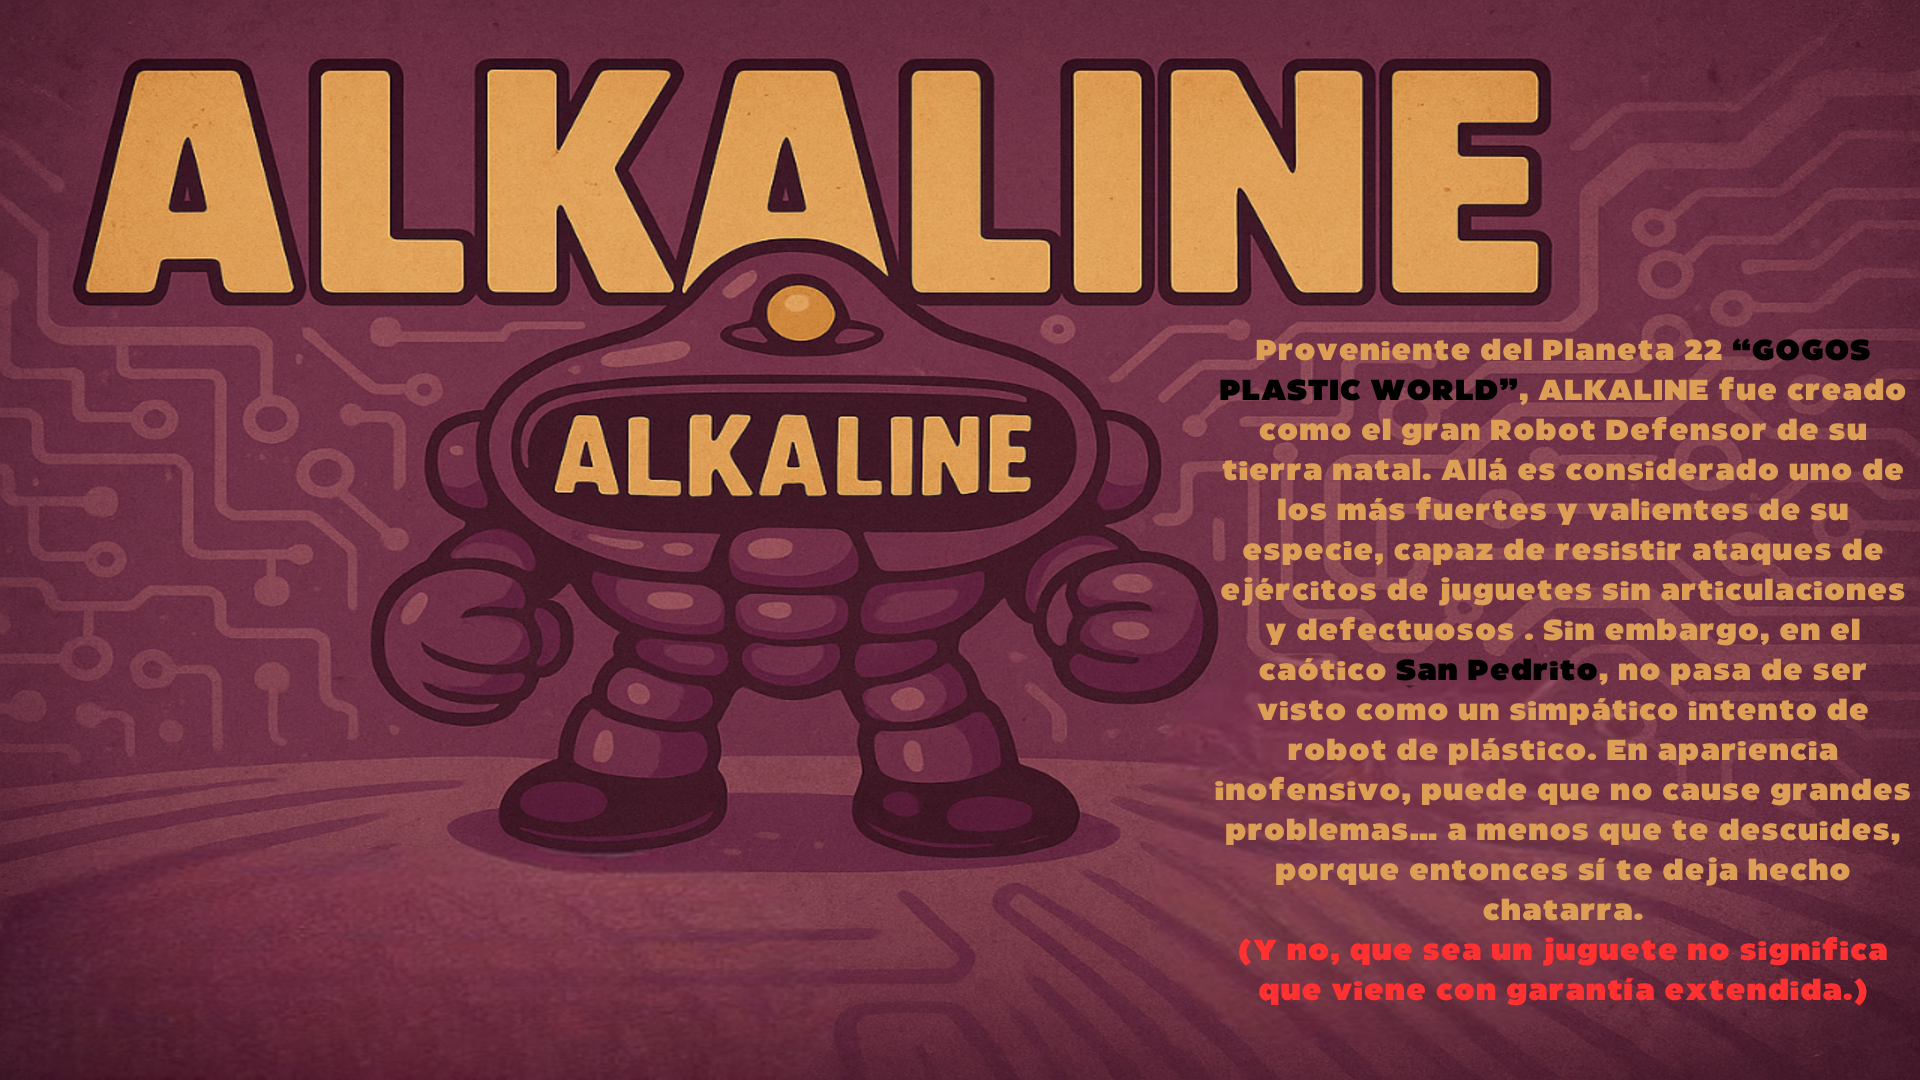 ALKALINE
ALKALINE
Proveniente del Planeta 22 “GOGOS
PLASTIC WORLD”, ALKALINE fue creado
como el gran Robot Defensor de su
tierra natal. Allá es considerado uno de
los más fuertes y valientes de su
especie, capaz de resistir ataques de
ejércitos de juguetes sin articulaciones
y defectuosos . Sin embargo, en el
caótico San Pedrito, no pasa de ser
visto como un simpático intento de
robot de plástico. En apariencia
inofensivo, puede que no cause grandes
problemas... a menos que te descuides,
porque entonces sí te deja hecho
chatarra.
(Y no, que sea un juguete no significa
que viene con garantía extendida.)